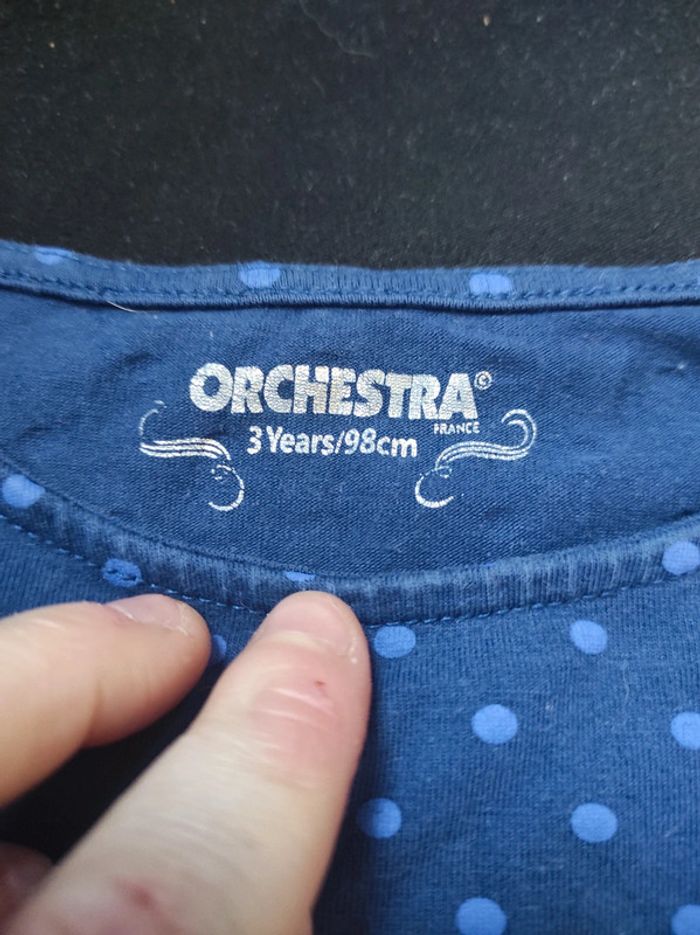 ORCHESTRA©
FRANCE
3 Years/98cm